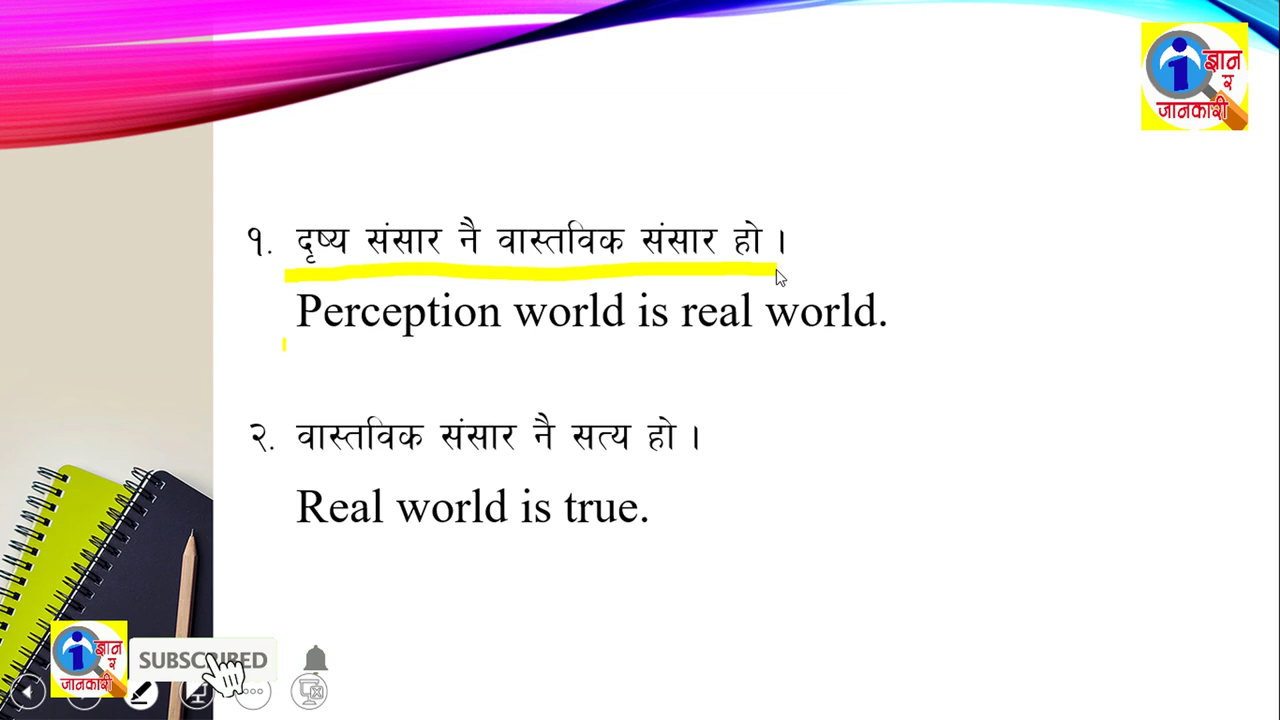 ज्ञान
र
जानकारी
१. दृष्य संसार नै वास्तविक संसार हो ।
Perception world is real world.
२. वास्तविक संसार नै सत्य हो ।
Real world is true.
ज्ञान
र
जानकारी
SUBSCRIBED